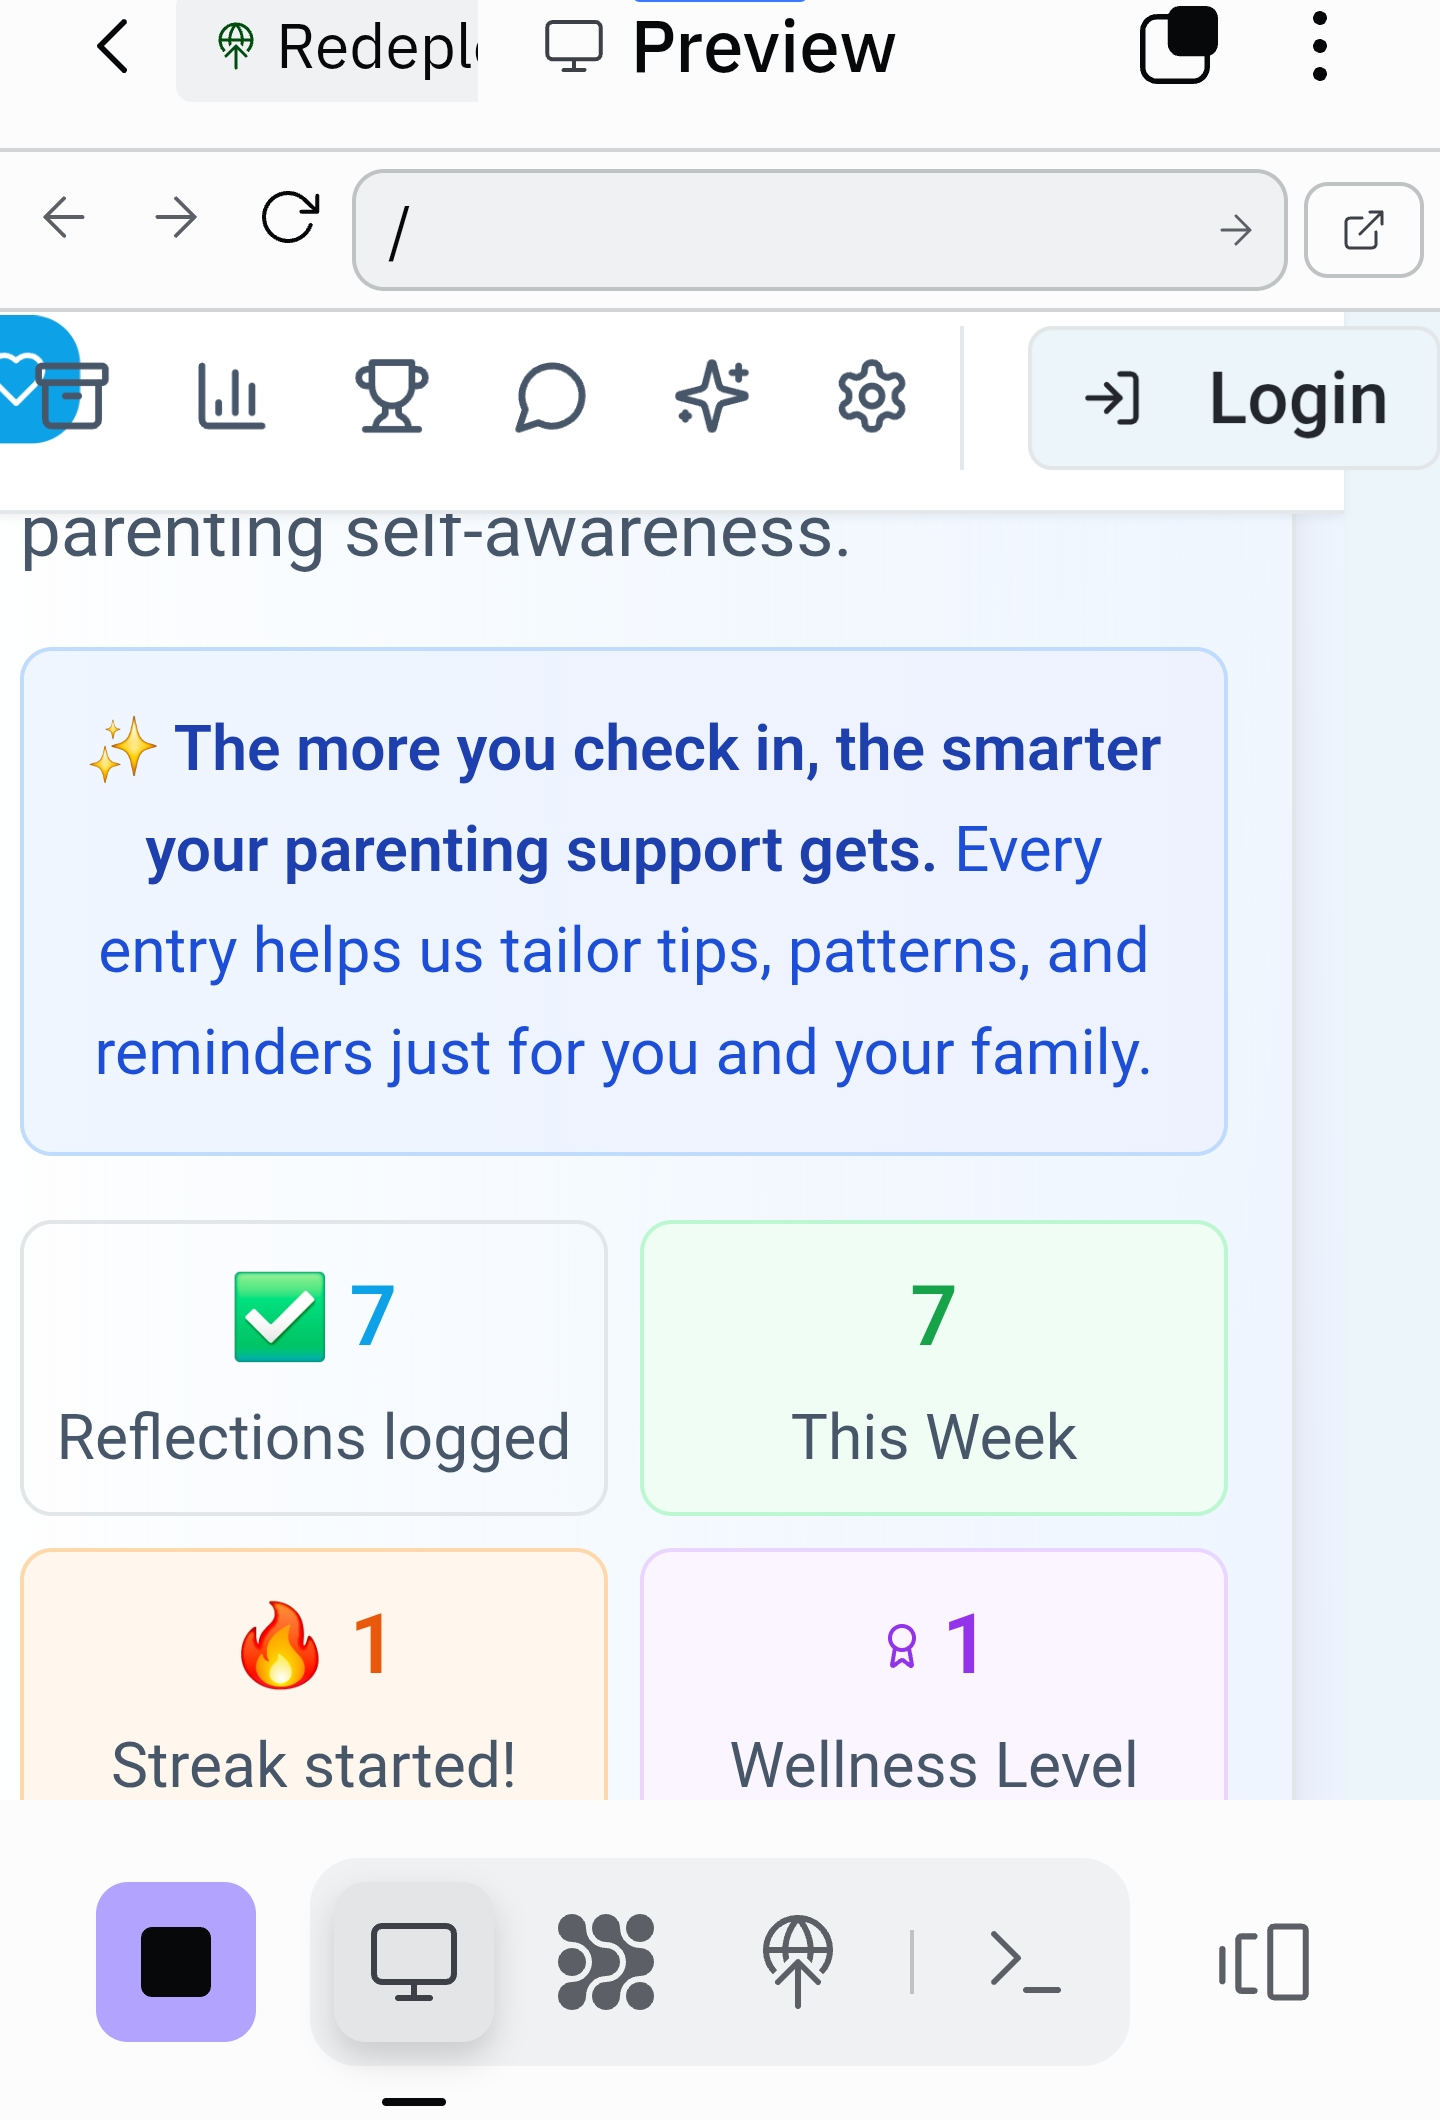 Redepl
Preview
/
Login
parenting self-awareness.
✨ The more you check in, the smarter
your parenting support gets. Every
entry helps us tailor tips, patterns, and
reminders just for you and your family.
✅ 7
Reflections logged
7
This Week
🔥 1
Streak started!
1
Wellness Level